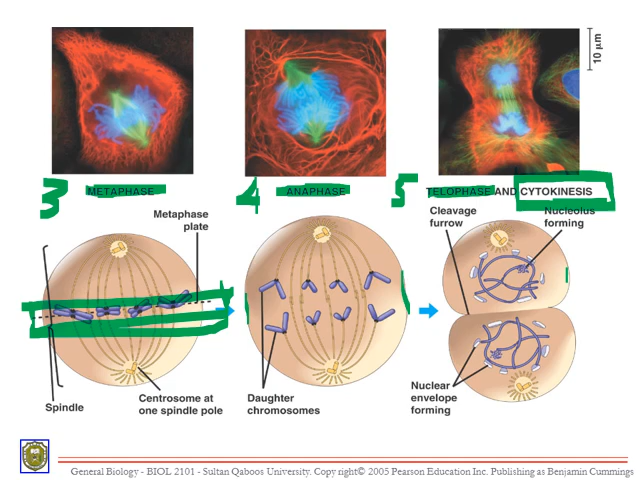 10 µm
3 METAPHASE
4 ANAPHASE
5 TELOPHASE AND CYTOKINESIS
Metaphase
plate
Cleavage
furrow
Nucleolus
forming
Spindle
Centrosome at
one spindle pole
Daughter
chromosomes
Nuclear
envelope
forming
General Biology - BIOL 2101 - Sultan Qaboos University. Copy right© 2005 Pearson Education Inc. Publishing as Benjamin Cummings